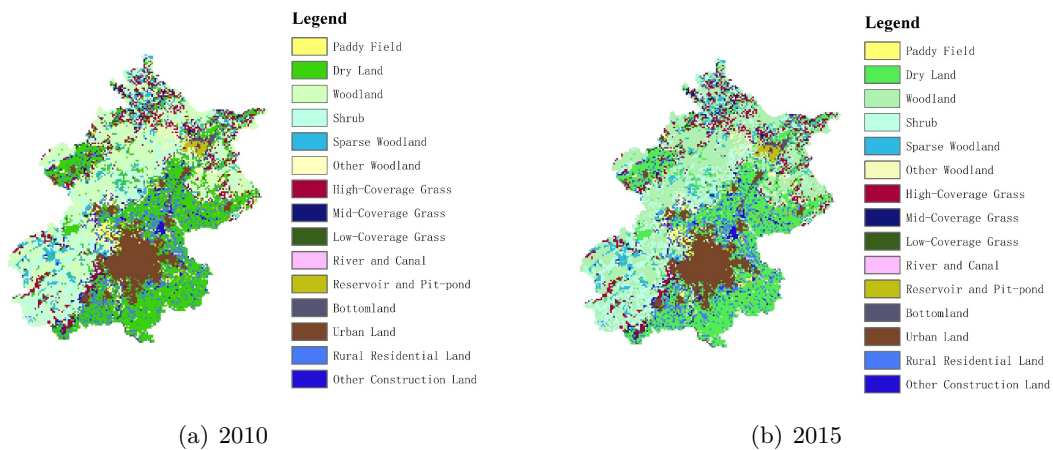 Legend
Paddy Field
Dry Land
Woodland
Shrub
Sparse Woodland
Other Woodland
High-Coverage Grass
Mid-Coverage Grass
Low-Coverage Grass
River and Canal
Reservoir and Pit-pond
Bottomland
Urban Land
Rural Residential Land
Other Construction Land
(a) 2010
Legend
Paddy Field
Dry Land
Woodland
Shrub
Sparse Woodland
Other Woodland
High-Coverage Grass
Mid-Coverage Grass
Low-Coverage Grass
River and Canal
Reservoir and Pit-pond
Bottomland
Urban Land
Rural Residential Land
Other Construction Land
(b) 2015